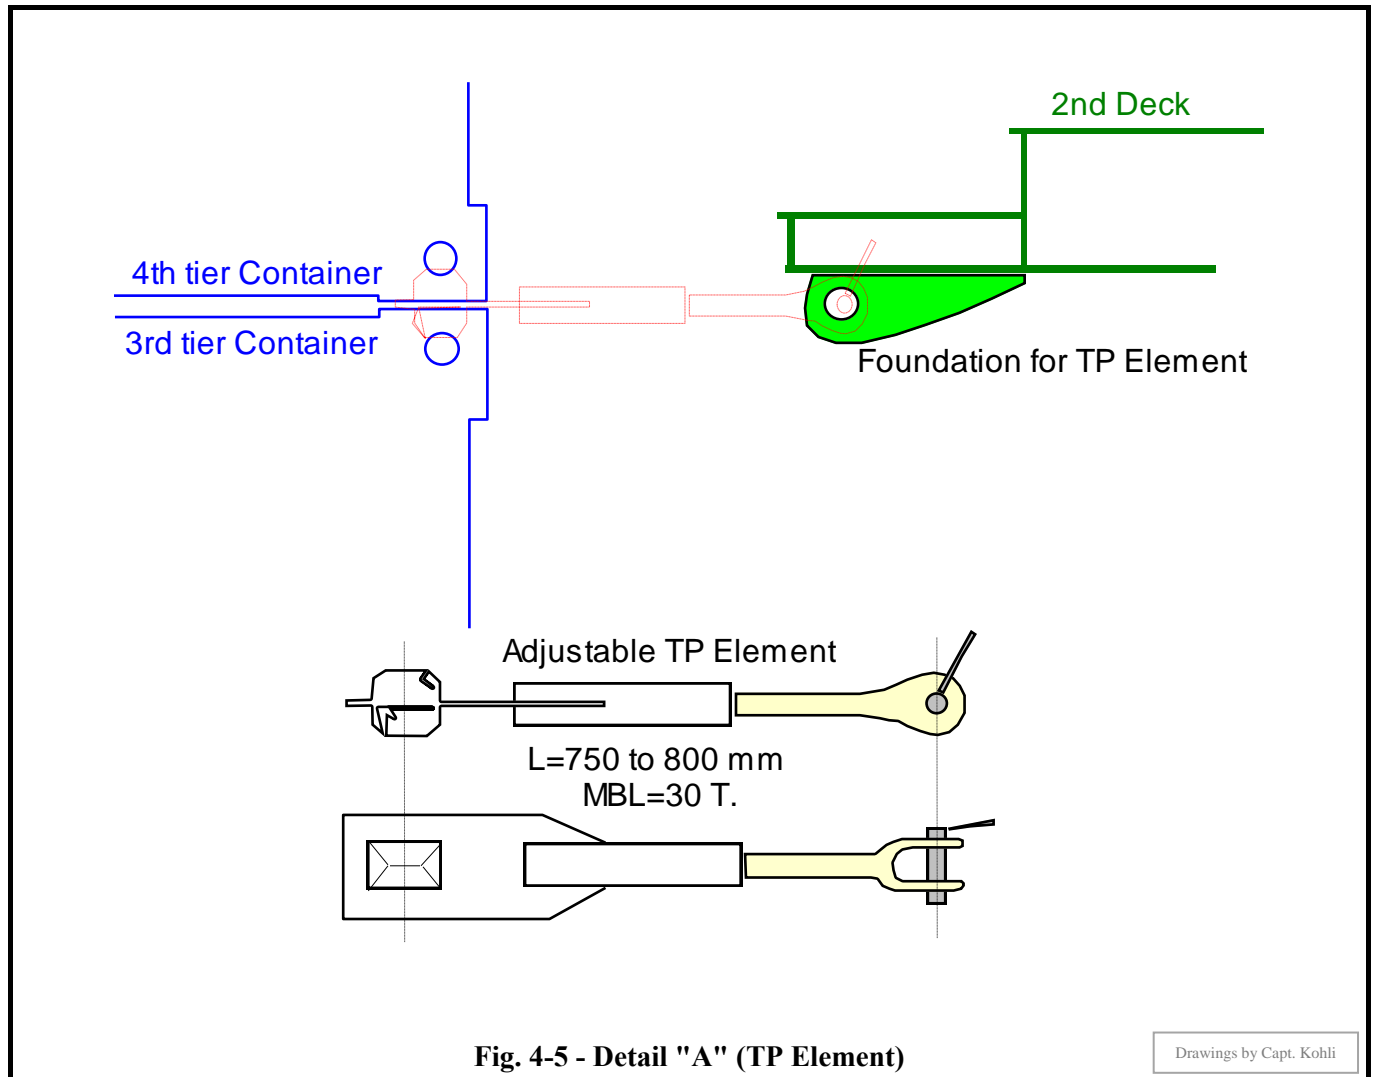 2nd Deck
4th tier Container
3rd tier Container
Foundation for TP Element
Adjustable TP Element
L=750 to 800 mm
MBL=30 T.
Fig. 4-5 - Detail "A" (TP Element)
Drawings by Capt. Kohli